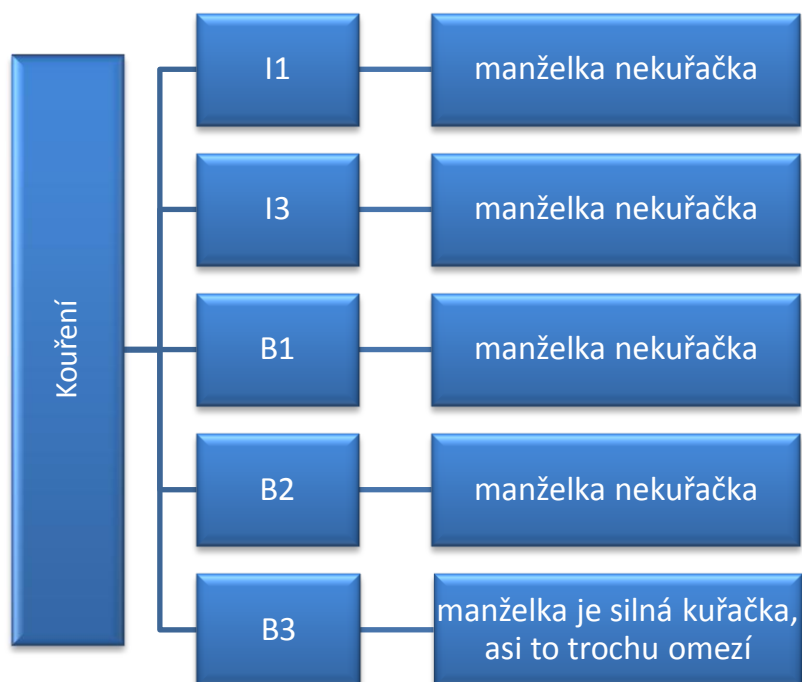 Kouření
I1
manželka nekuřačka
I3
manželka nekuřačka
B1
manželka nekuřačka
B2
manželka nekuřačka
B3
manželka je silná kuřačka,
asi to trochu omezí